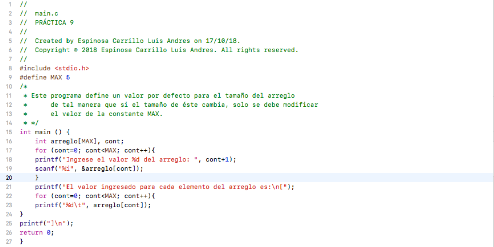 1 //
2 // main.c
3 // PRÁCTICA 9
4 //
5 // Created by Espinosa Carrillo Luis Andres on 17/10/18.
6 // Copyright © 2018 Espinosa Carrillo Luis Andres. All rights reserved.
7 //
8 #include <stdio.h>
9 #define MAX 5
10 /*
11 * Este programa define un valor por defecto para el tamaño del arreglo
12 * de tal manera que si el tamaño de éste cambia, solo se debe modificar
13 * el valor de la constante MAX.
14 * */
15 int main () {
16 int arreglo[MAX], cont;
17 for (cont=0; cont<MAX; cont++){
18 printf("Ingrese el valor %d del arreglo: ", cont+1);
19 scanf("%i", &arreglo[cont]);
20 }
21 printf("El valor ingresado para cada elemento del arreglo es:\n[");
22 for (cont=0; cont<MAX; cont++){
23 printf("%d\t", arreglo[cont]);
24 }
25 printf("]\n");
26 return 0;
27 }